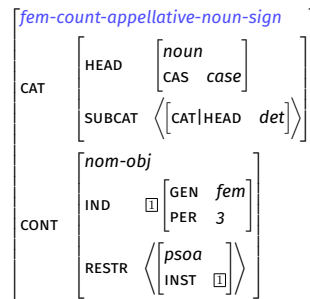 fem-count-appellative-noun-sign
CAT HEAD noun
CAS case
SUBCAT ⟨[CAT|HEAD det]⟩
CONT nom-obj
IND 1 GEN fem
PER 3
RESTR ⟨psoa
INST 1⟩